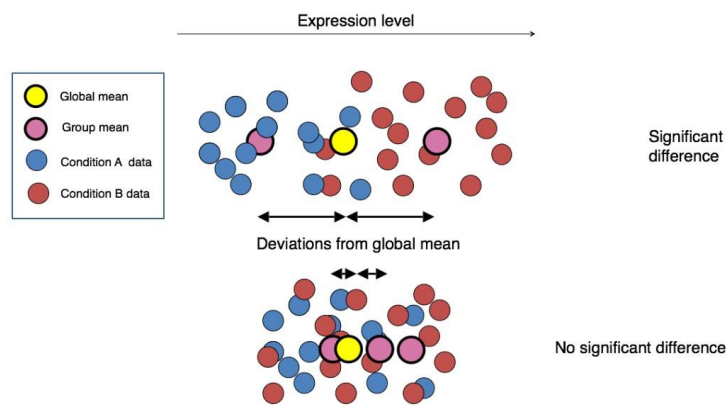 Expression level
Global mean
Group mean
Condition A data
Condition B data
Significant
difference
Deviations from global mean
No significant difference